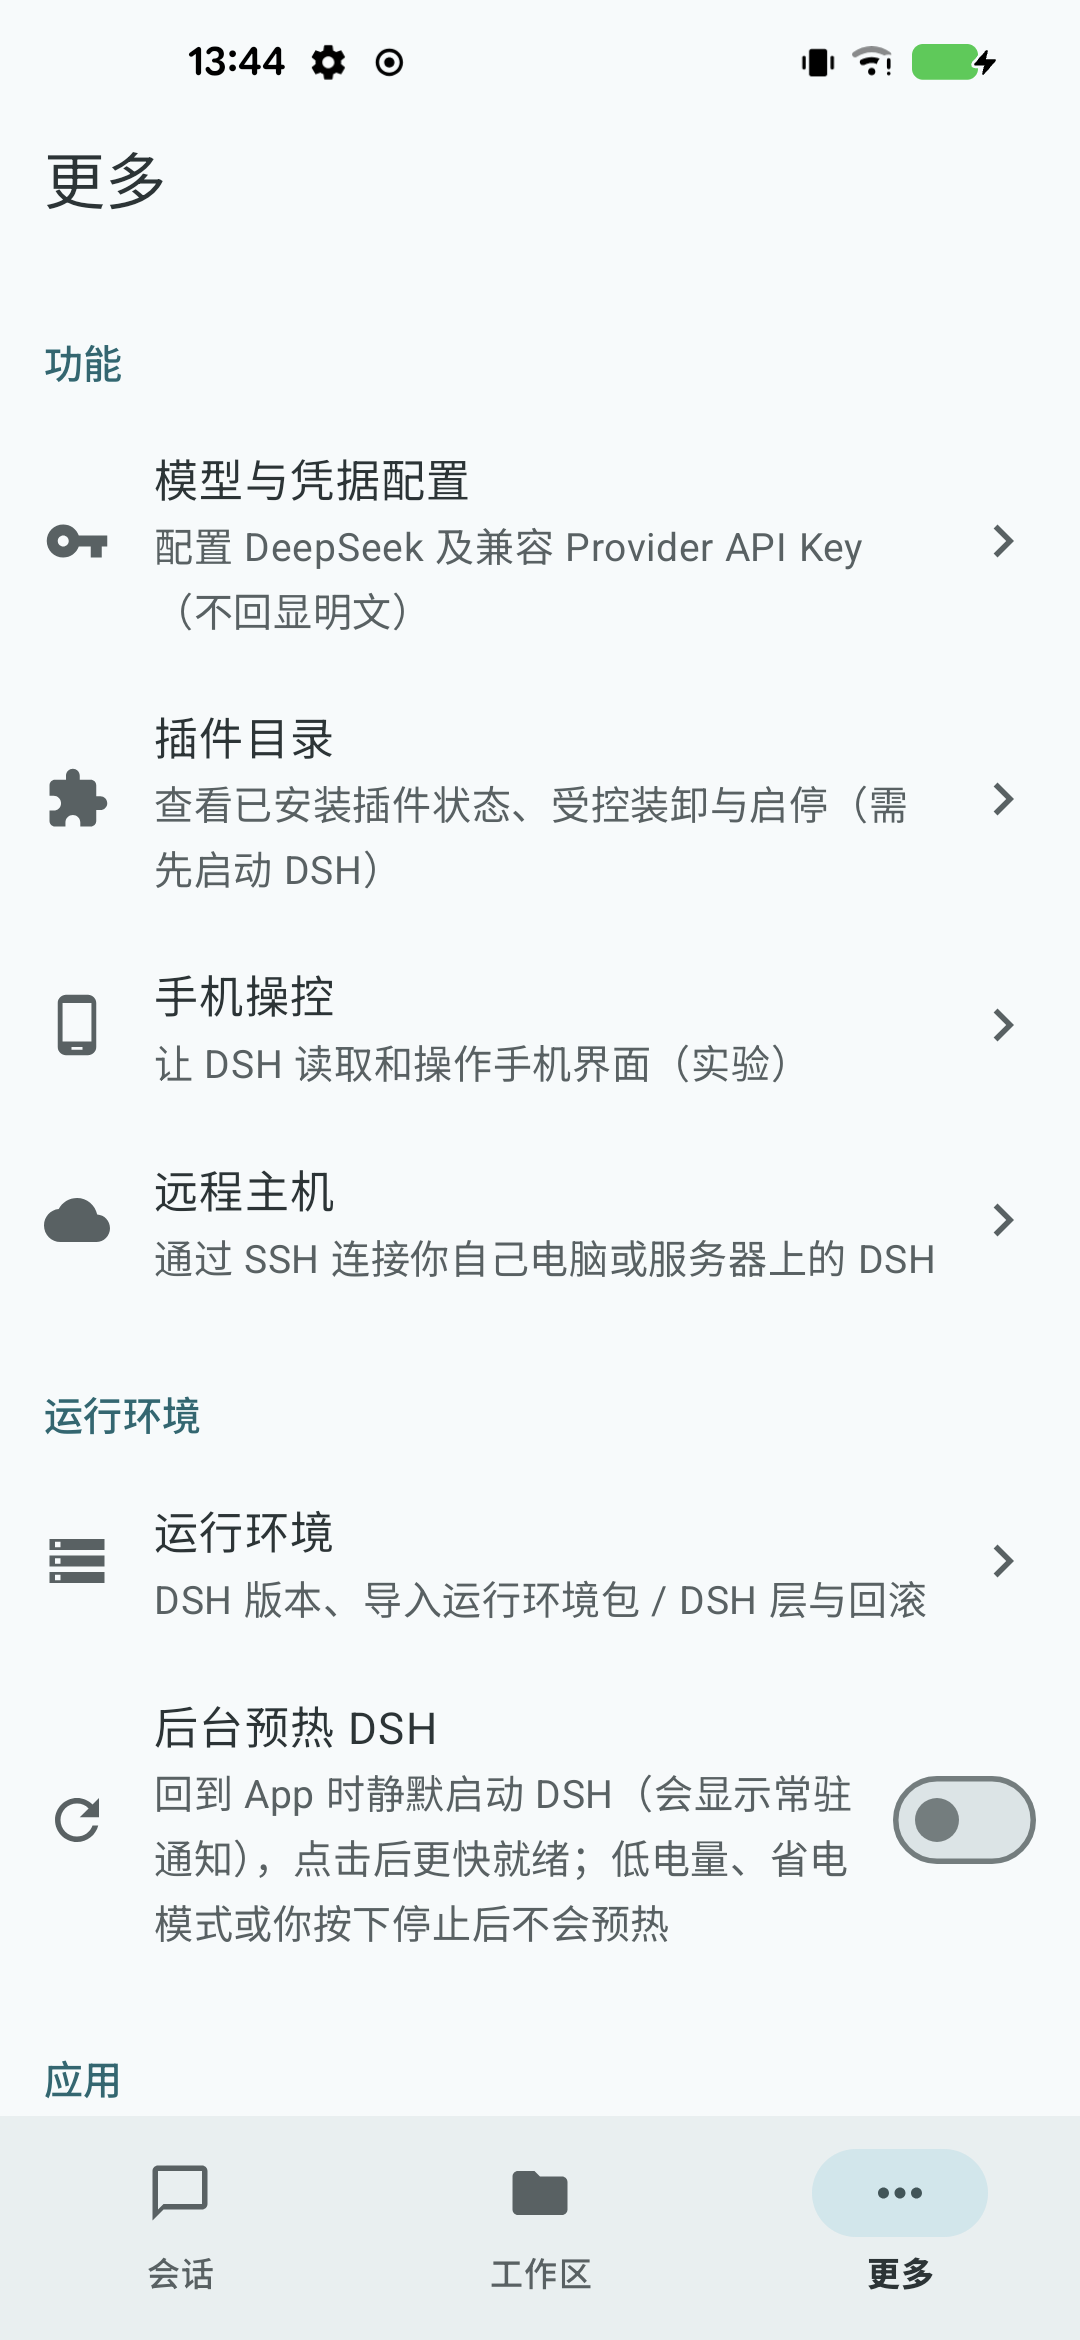 13:44
更多
功能
模型与凭据配置
配置 DeepSeek 及兼容 Provider API Key
（不回显明文）
插件目录
查看已安装插件状态、受控装卸与启停（需
先启动 DSH）
手机操控
让 DSH 读取和操作手机界面（实验）
远程主机
通过 SSH 连接你自己电脑或服务器上的 DSH
运行环境
运行环境
DSH 版本、导入运行环境包 / DSH 层与回滚
后台预热 DSH
回到 App 时静默启动 DSH（会显示常驻
通知），点击后更快就绪；低电量、省电
模式或你按下停止后不会预热
应用
会话
工作区
更多